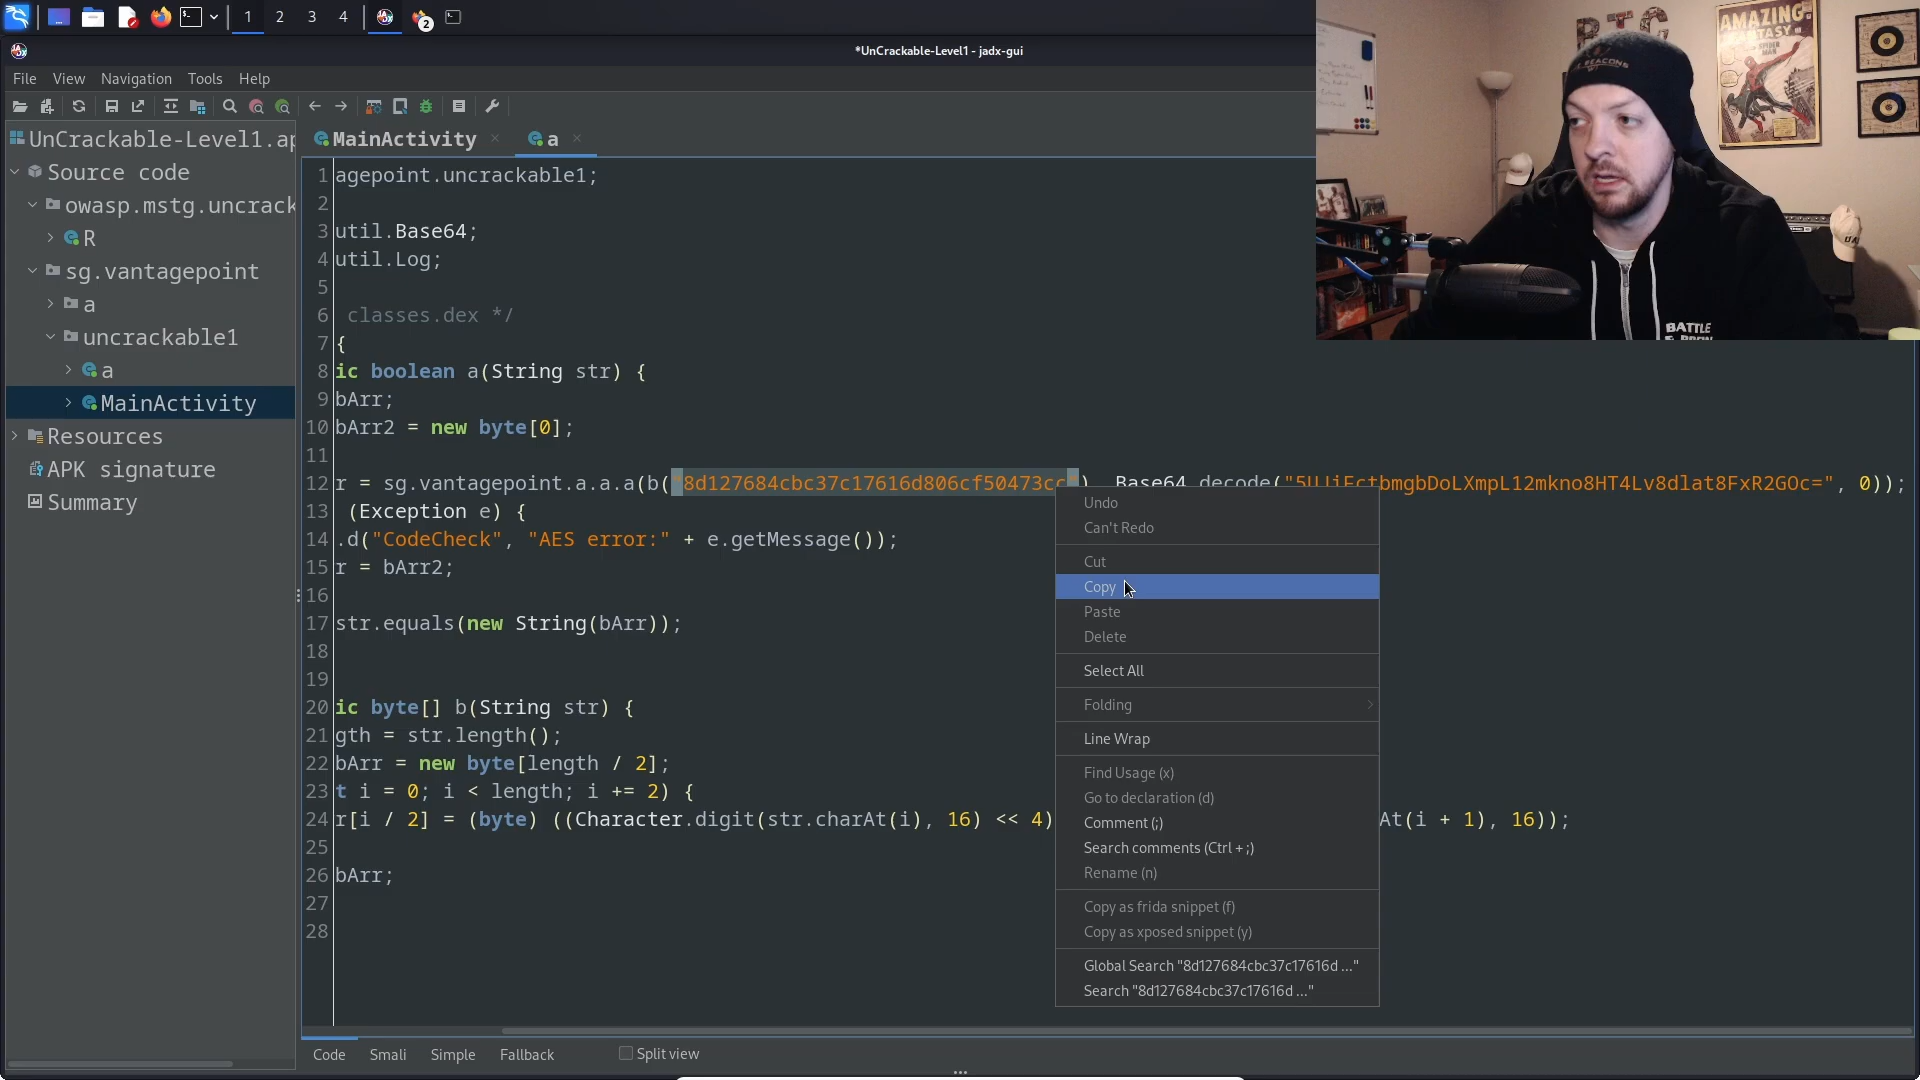 1 2 3 4 2
*UnCrackable-Level1 - jadx-gui
File View Navigation Tools Help
UnCrackable-Level1.ap
Source code
owasp.mstg.uncrack
R
sg.vantagepoint
a
uncrackable1
a
MainActivity
Resources
APK signature
Summary
MainActivity × a ×
1 agepoint.uncrackable1;
2
3 util.Base64;
4 util.Log;
5
6 classes.dex */
7 {
8 ic boolean a(String str) {
9 bArr;
10 bArr2 = new byte[0];
11
12 r = sg.vantagepoint.a.a.a(b("8d127684cbc37c17616d806cf50473cc"), Base64.decode("5UJiFctbmgbDoLXmpL12mkno8HT4Lv8dlat8FxR2GOc=", 0));
13 (Exception e) {
14 .d("CodeCheck", "AES error:" + e.getMessage());
15 r = bArr2;
16
17 str.equals(new String(bArr));
18
19
20 ic byte[] b(String str) {
21 gth = str.length();
22 bArr = new byte[length / 2];
23 t i = 0; i < length; i += 2) {
24 r[i / 2] = (byte) ((Character.digit(str.charAt(i), 16) << 4) At(i + 1), 16));
25
26 bArr;
27
28
Undo
Can't Redo
Cut
Copy
Paste
Delete
Select All
Folding
Line Wrap
Find Usage (x)
Go to declaration (d)
Comment (;)
Search comments (Ctrl + ;)
Rename (n)
Copy as frida snippet (f)
Copy as xposed snippet (y)
Global Search "8d127684cbc37c17616d ..."
Search "8d127684cbc37c17616d ..."
Code Smali Simple Fallback Split view
AMAZING
FANTASY
BATTLE